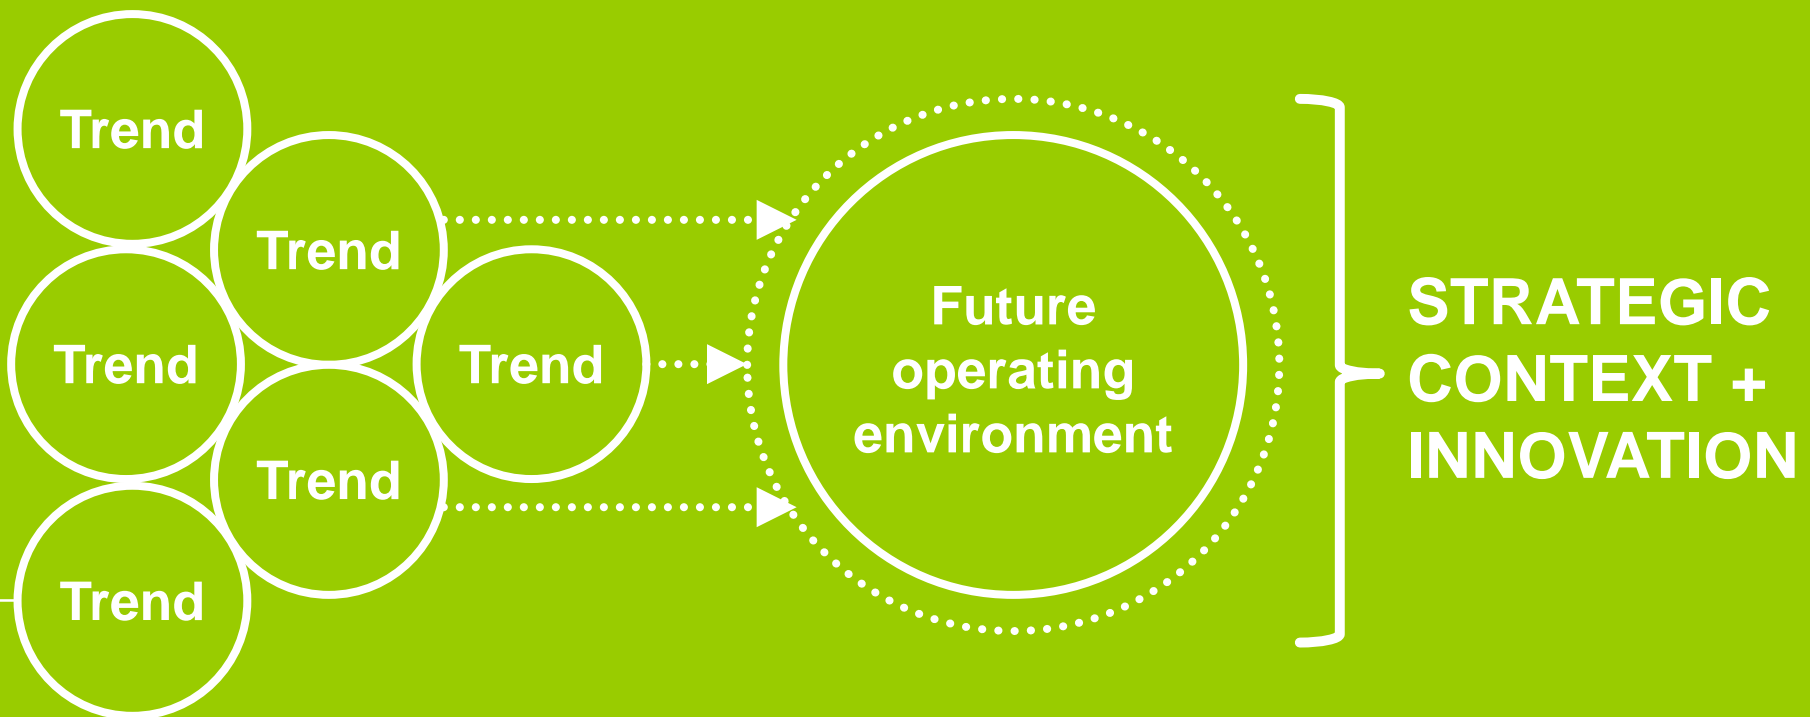 Trend
Trend
Trend
Trend
Trend
Trend
Future
operating
environment
STRATEGIC
CONTEXT +
INNOVATION